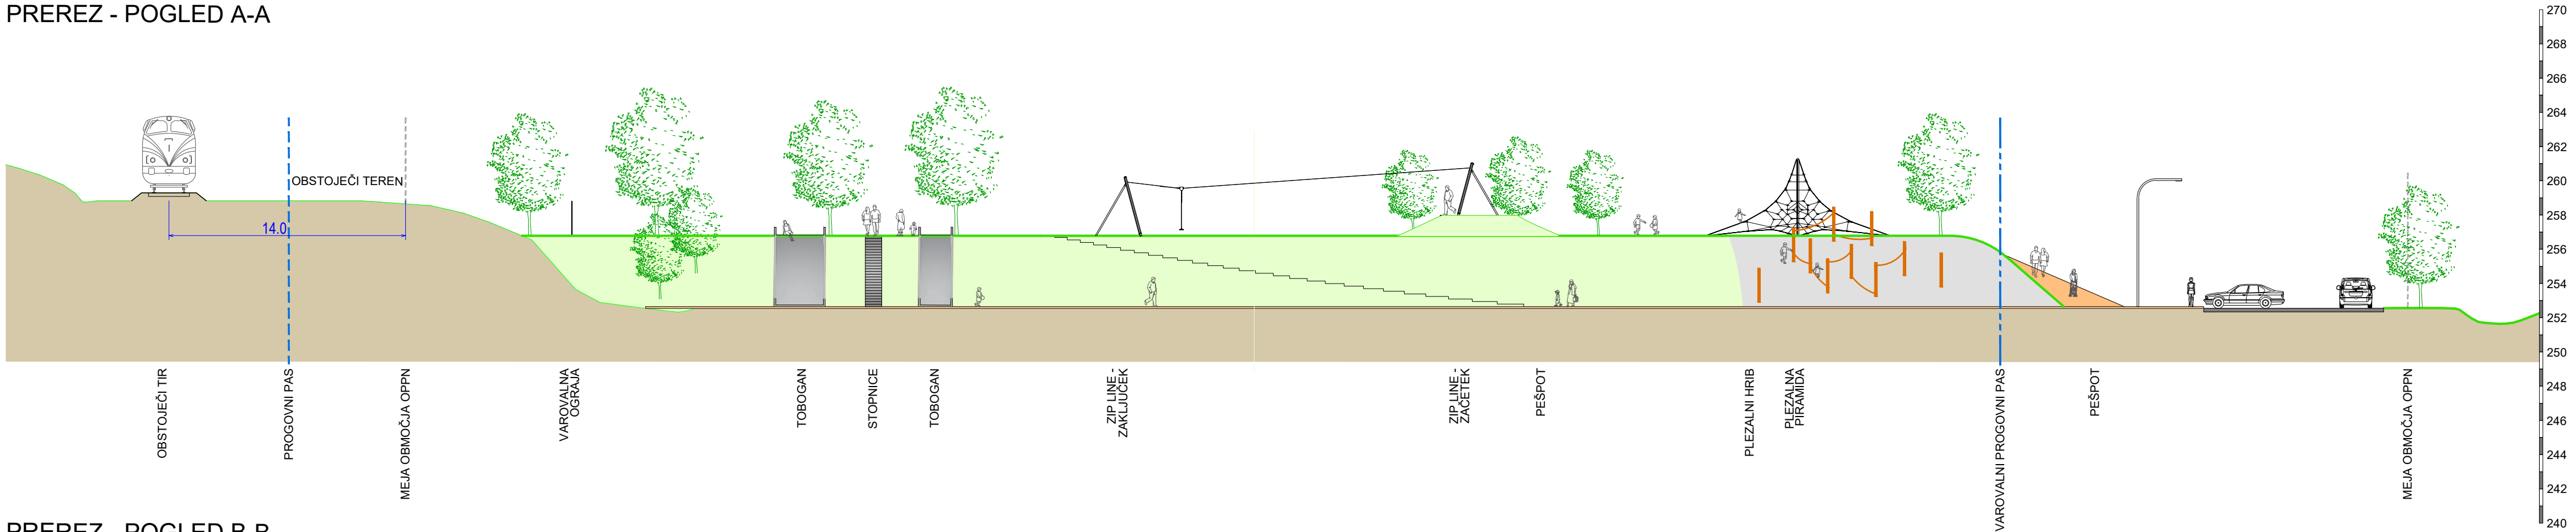 PREREZ - POGLED A-A
OBSTOJEČI TEREN
14.0
OBSTOJEČI TIR
PROGOVNI PAS
MEJA OBMOČJA OPPN
VAROVALNA
OGRAJA
TOBOGAN
STOPNICE
TOBOGAN
ZIP LINE -
ZAKLJUČEK
ZIP LINE -
ZAČETEK
PEŠPOT
PLEZALNI HRIB
PLEZALNA
PIRAMIDA
VAROVALNI PROGOVNI PAS
PEŠPOT
MEJA OBMOČJA OPPN
270
268
266
264
262
260
258
256
254
252
250
248
246
244
242
240
PREREZ - POGLED B-B